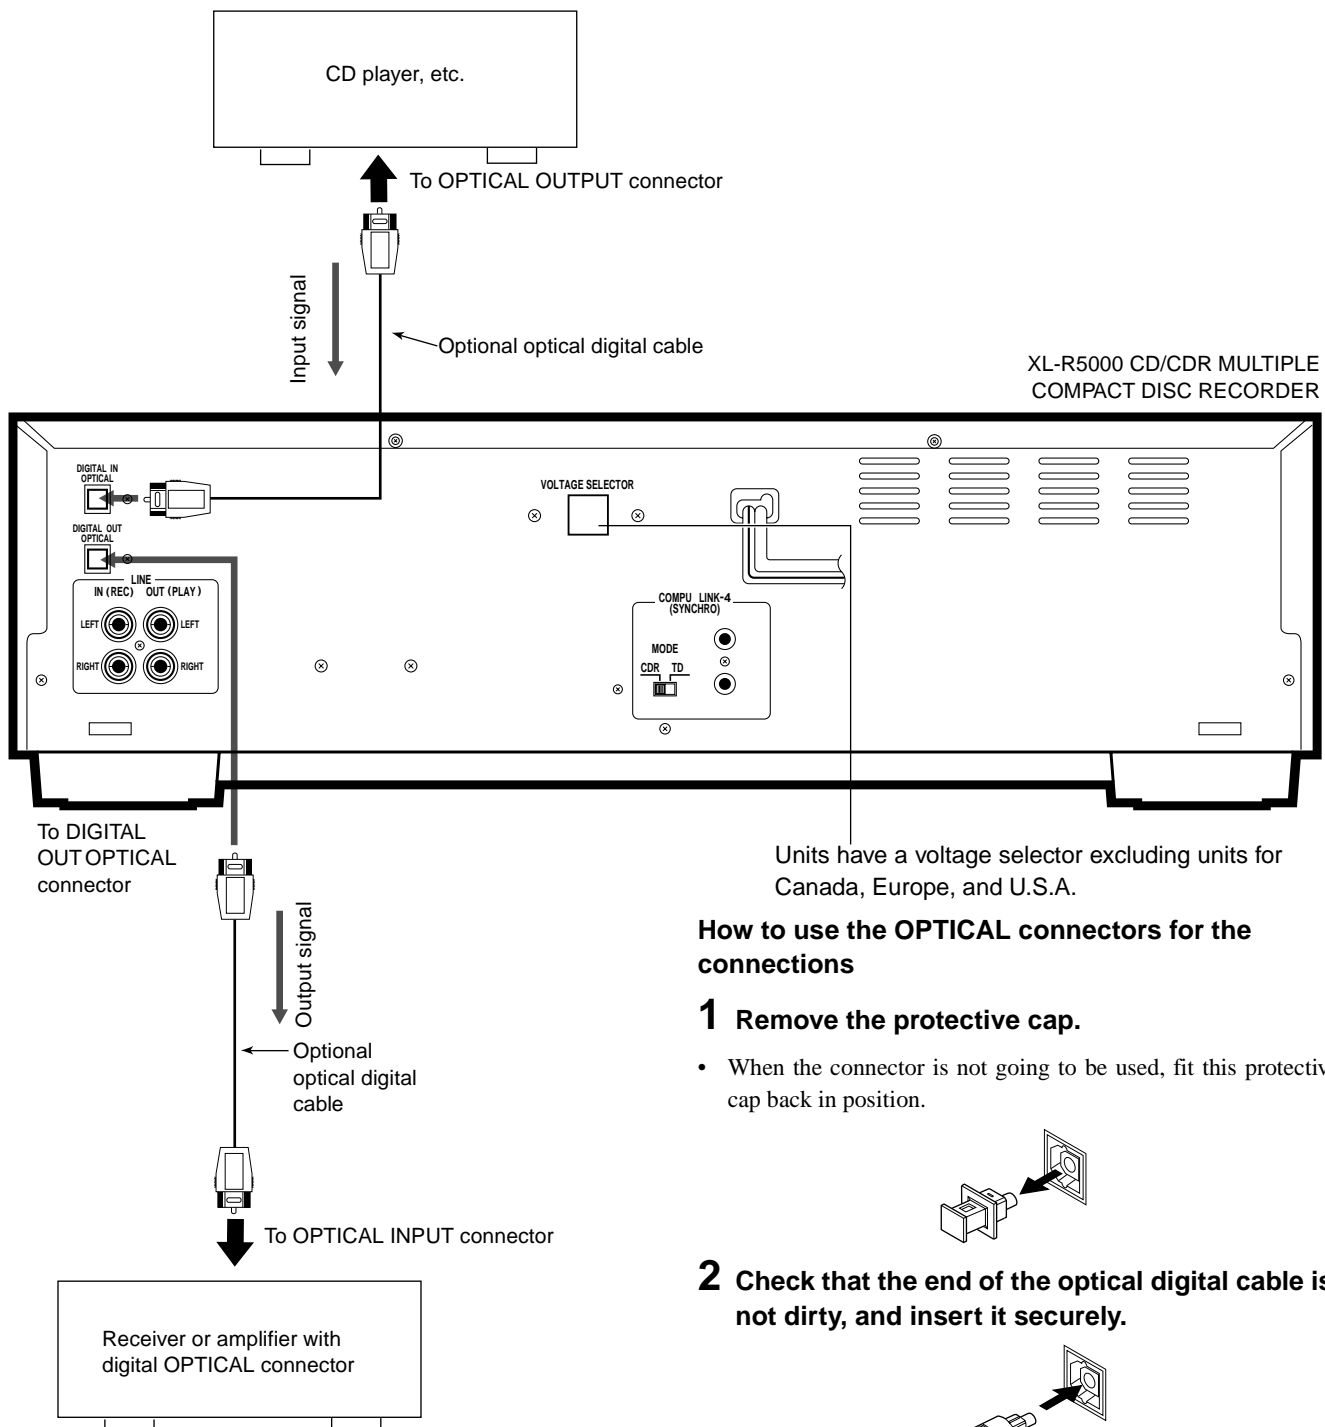 CD player, etc.
To OPTICAL OUTPUT connector
Input signal
Optional optical digital cable
XL-R5000 CD/CDR MULTIPLE
COMPACT DISC RECORDER
DIGITAL IN
OPTICAL
DIGITAL OUT
OPTICAL
LINE
IN (REC) OUT (PLAY)
LEFT LEFT
RIGHT RIGHT
VOLTAGE SELECTOR
COMPU LINK-4
(SYNCHRO)
MODE
CDR TD
To DIGITAL
OUT OPTICAL
connector
Output signal
Optional
optical digital
cable
To OPTICAL INPUT connector
Receiver or amplifier with
digital OPTICAL connector
Units have a voltage selector excluding units for
Canada, Europe, and U.S.A.
How to use the OPTICAL connectors for the
connections
1 Remove the protective cap.
• When the connector is not going to be used, fit this protectiv
cap back in position.
2 Check that the end of the optical digital cable is
not dirty, and insert it securely.